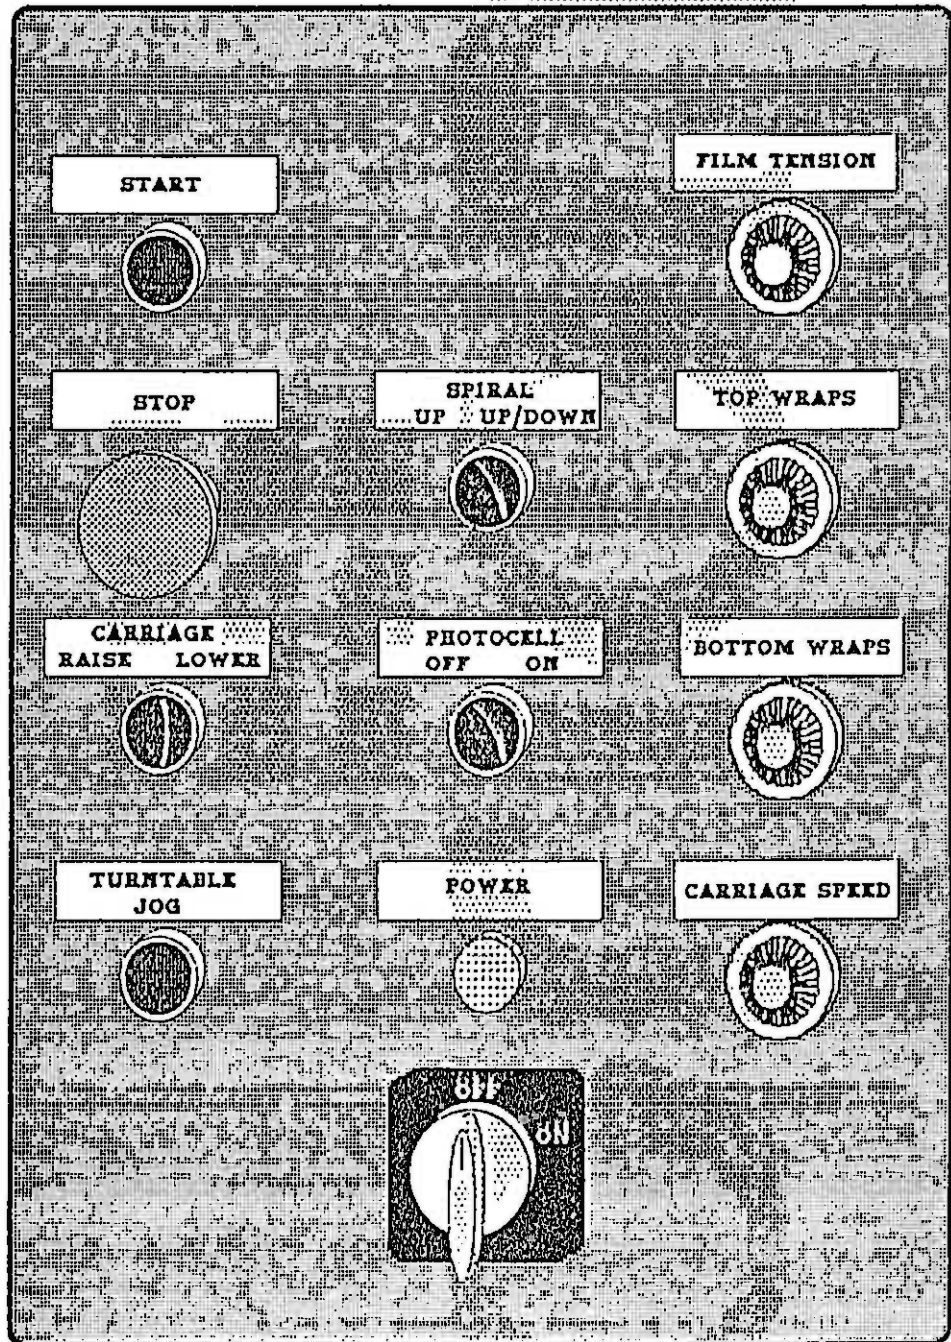 START
FILM TENSION
STOP
SPIRAL
UP UP/DOWN
TOP WRAPS
CARRIAGE
RAISE LOWER
PHOTOCELL
OFF ON
BOTTOM WRAPS
TURNTABLE
JOG
POWER
CARRIAGE SPEED
OFF
ON